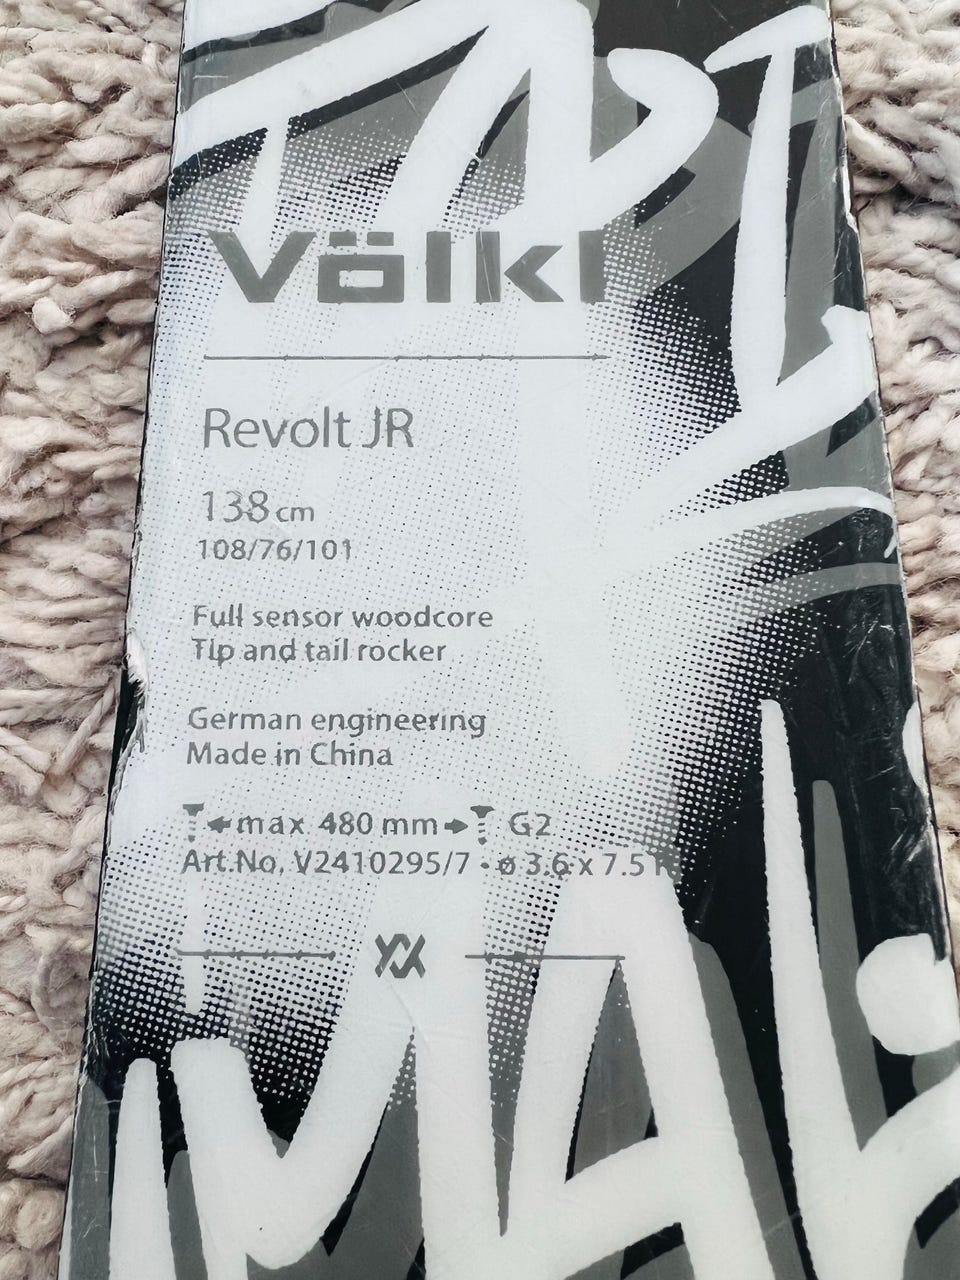 Völkl
Revolt JR
138 cm
108/76/101
Full sensor woodcore
Tip and tail rocker
German engineering
Made in China
max 480 mm G2
Art.No. V2410295/7 - ø 3.6 x 7.5